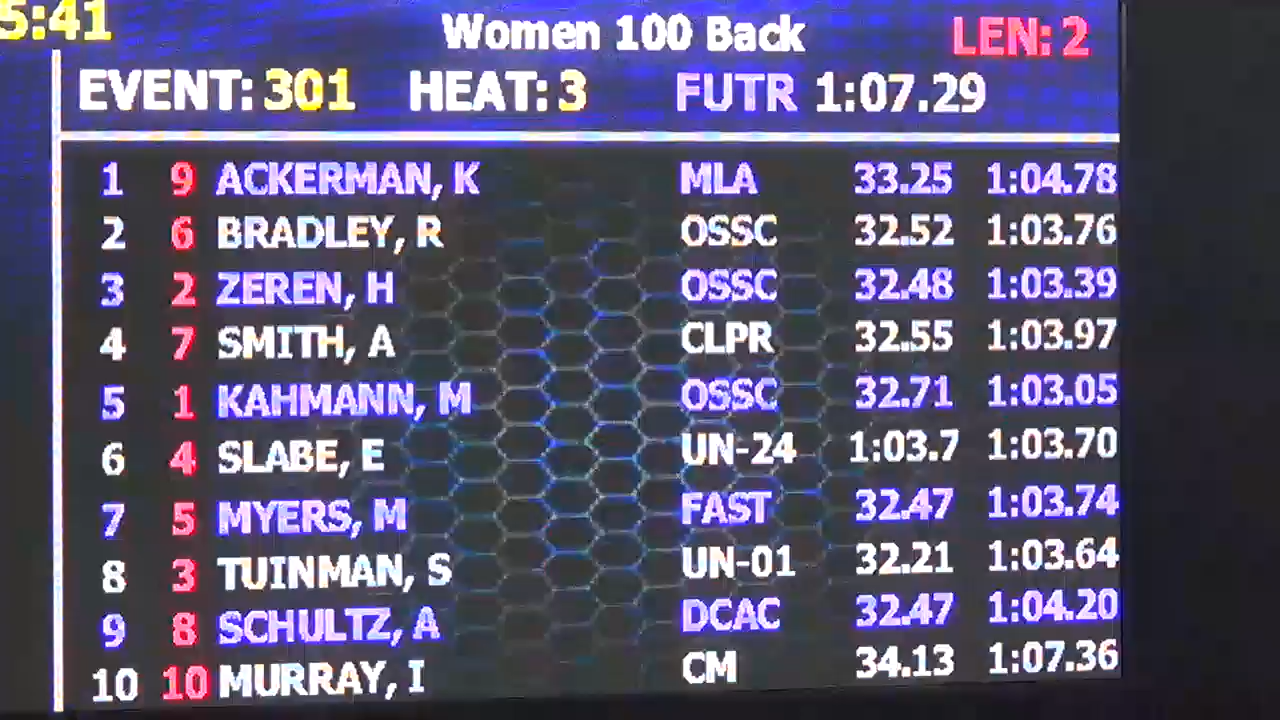 5:41
Women 100 Back LEN: 2
EVENT: 301 HEAT: 3 FUTR 1:07.29
1 9 ACKERMAN, K MLA 33.25 1:04.78
2 6 BRADLEY, R OSSC 32.52 1:03.76
3 2 ZEREN, H OSSC 32.48 1:03.39
4 7 SMITH, A CLPR 32.55 1:03.97
5 1 KAHMANN, M OSSC 32.71 1:03.05
6 4 SLABE, E UN-24 1:03.7 1:03.70
7 5 MYERS, M FAST 32.47 1:03.74
8 3 TUINMAN, S UN-01 32.21 1:03.64
9 8 SCHULTZ, A DCAC 32.47 1:04.20
10 10 MURRAY, I CM 34.13 1:07.36